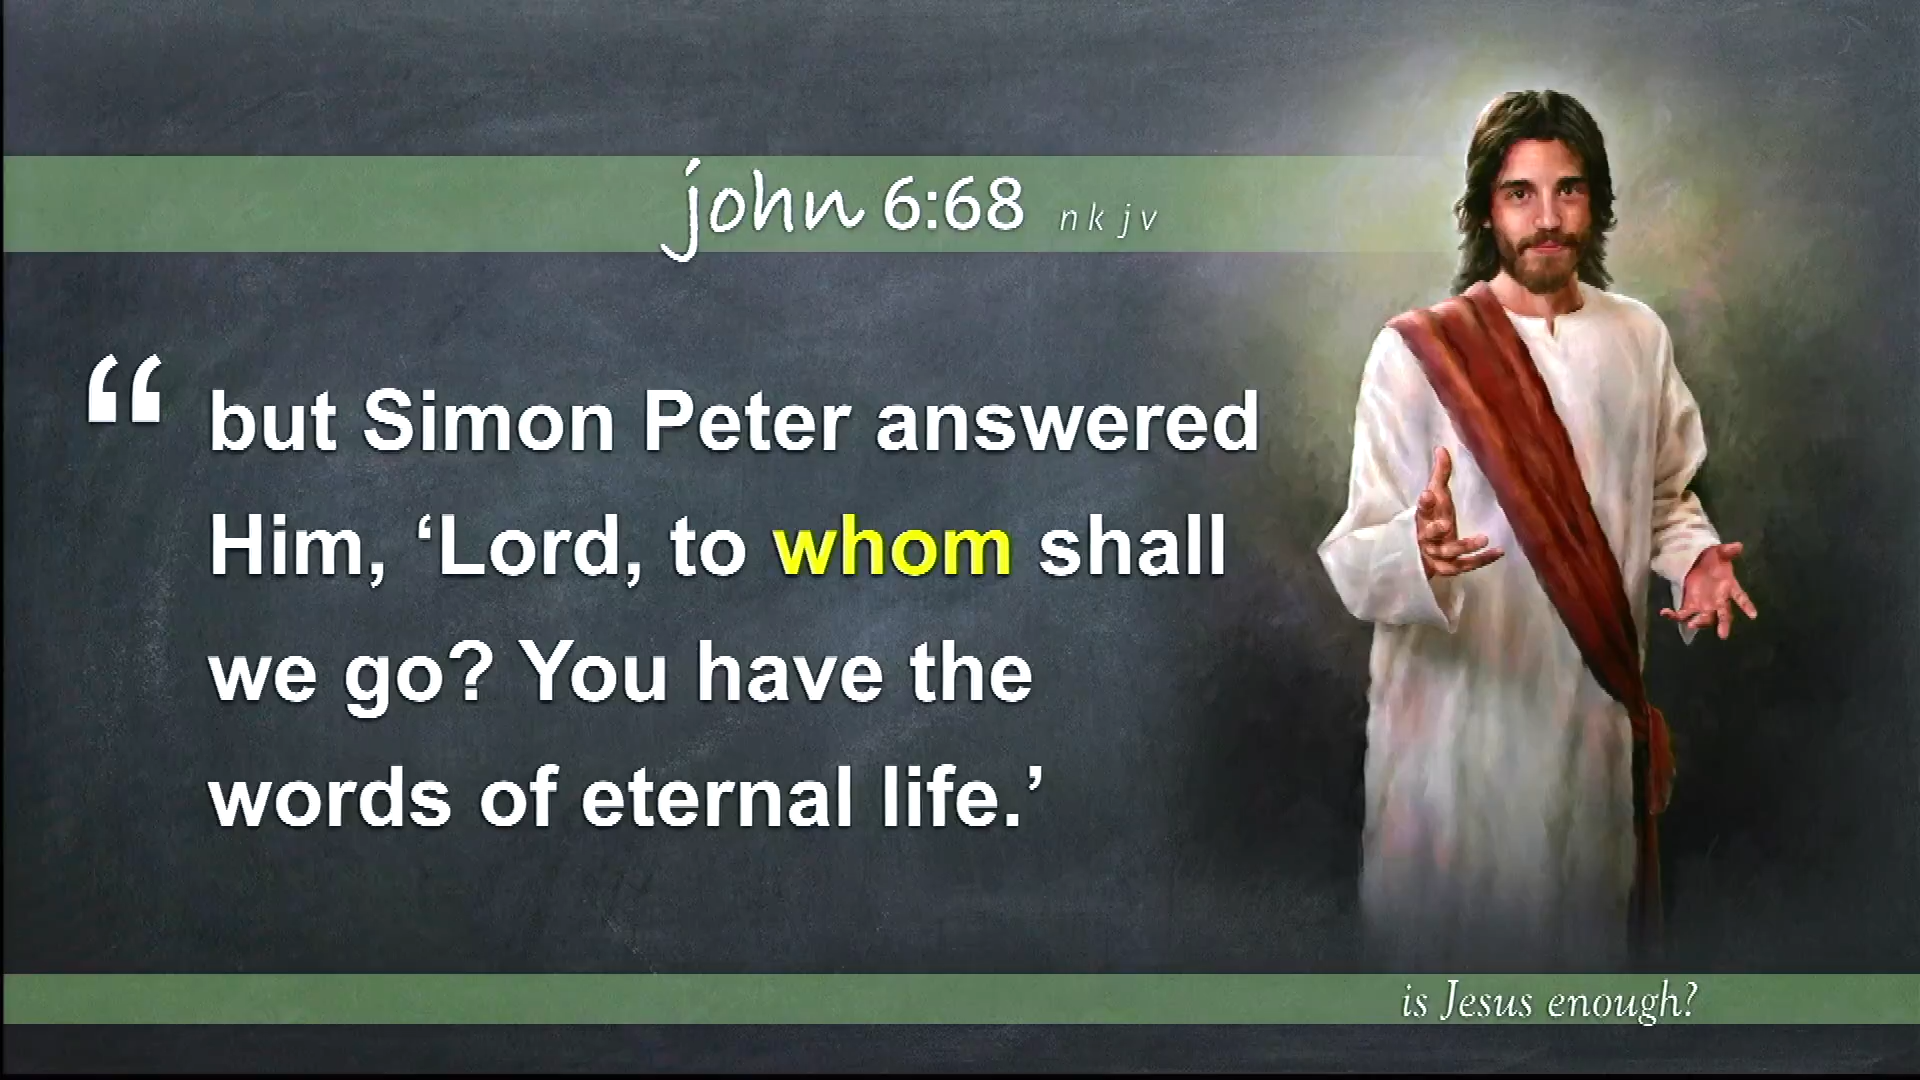 john 6:68 nkjv
“ but Simon Peter answered
Him, ‘Lord, to whom shall
we go? You have the
words of eternal life.’
is Jesus enough?